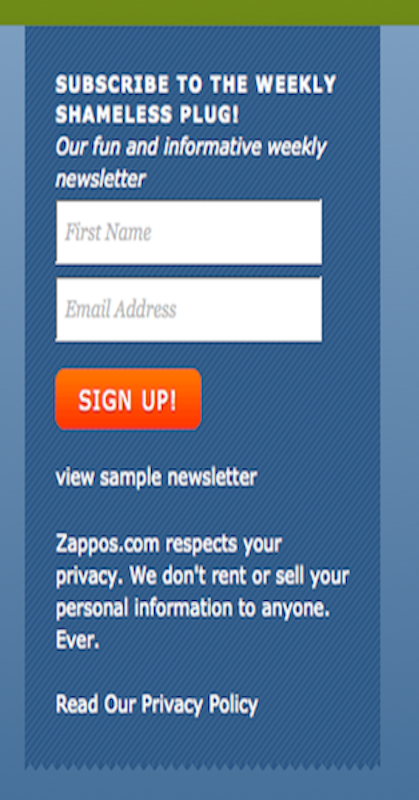 SUBSCRIBE TO THE WEEKLY
SHAMELESS PLUG!
Our fun and informative weekly
newsletter
First Name
Email Address
SIGN UP!
view sample newsletter
Zappos.com respects your
privacy. We don't rent or sell your
personal information to anyone.
Ever.
Read Our Privacy Policy